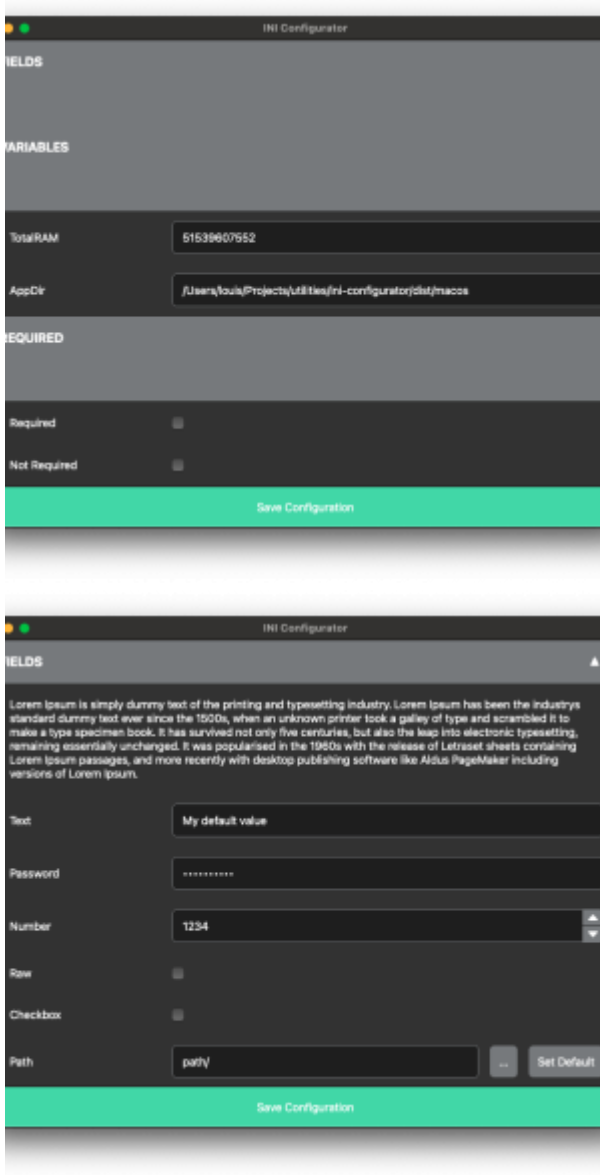 INI Configurator
IELDS
VARIABLES
TotalRAM 51539607552
AppDir /Users/louis/Projects/utilities/ini-configurator/dist/macos
REQUIRED
Required
Not Required
Save Configuration
INI Configurator
IELDS
Lorem Ipsum is simply dummy text of the printing and typesetting industry. Lorem Ipsum has been the industrys
standard dummy text ever since the 1500s, when an unknown printer took a galley of type and scrambled it to
make a type specimen book. It has survived not only five centuries, but also the leap into electronic typesetting,
remaining essentially unchanged. It was popularised in the 1960s with the release of Letraset sheets containing
Lorem Ipsum passages, and more recently with desktop publishing software like Aldus PageMaker including
versions of Lorem Ipsum.
Text My default value
Password ••••••••••
Number 1234
Raw
Checkbox
Path path/ ... Set Default
Save Configuration